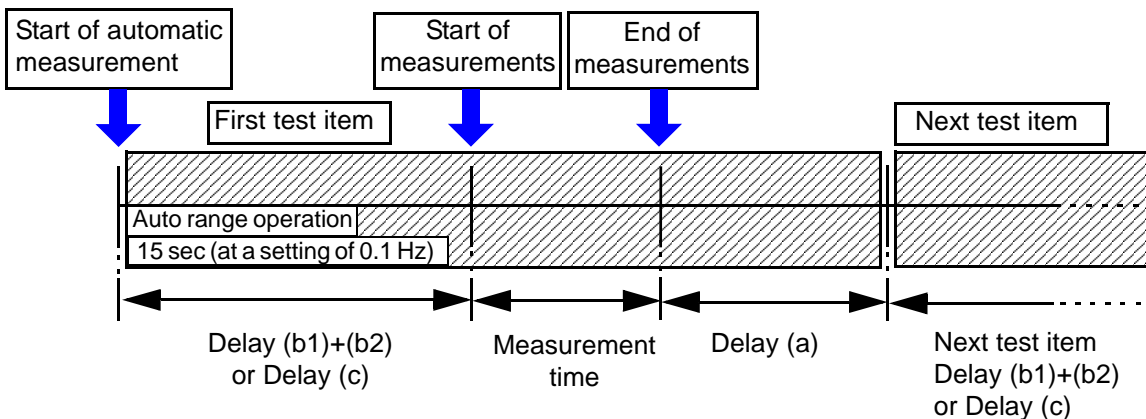 Start of automatic
measurement
Start of
measurements
End of
measurements
First test item
Next test item
Auto range operation
15 sec (at a setting of 0.1 Hz)
Delay (b1)+(b2)
or Delay (c)
Measurement
time
Delay (a)
Next test item
Delay (b1)+(b2)
or Delay (c)